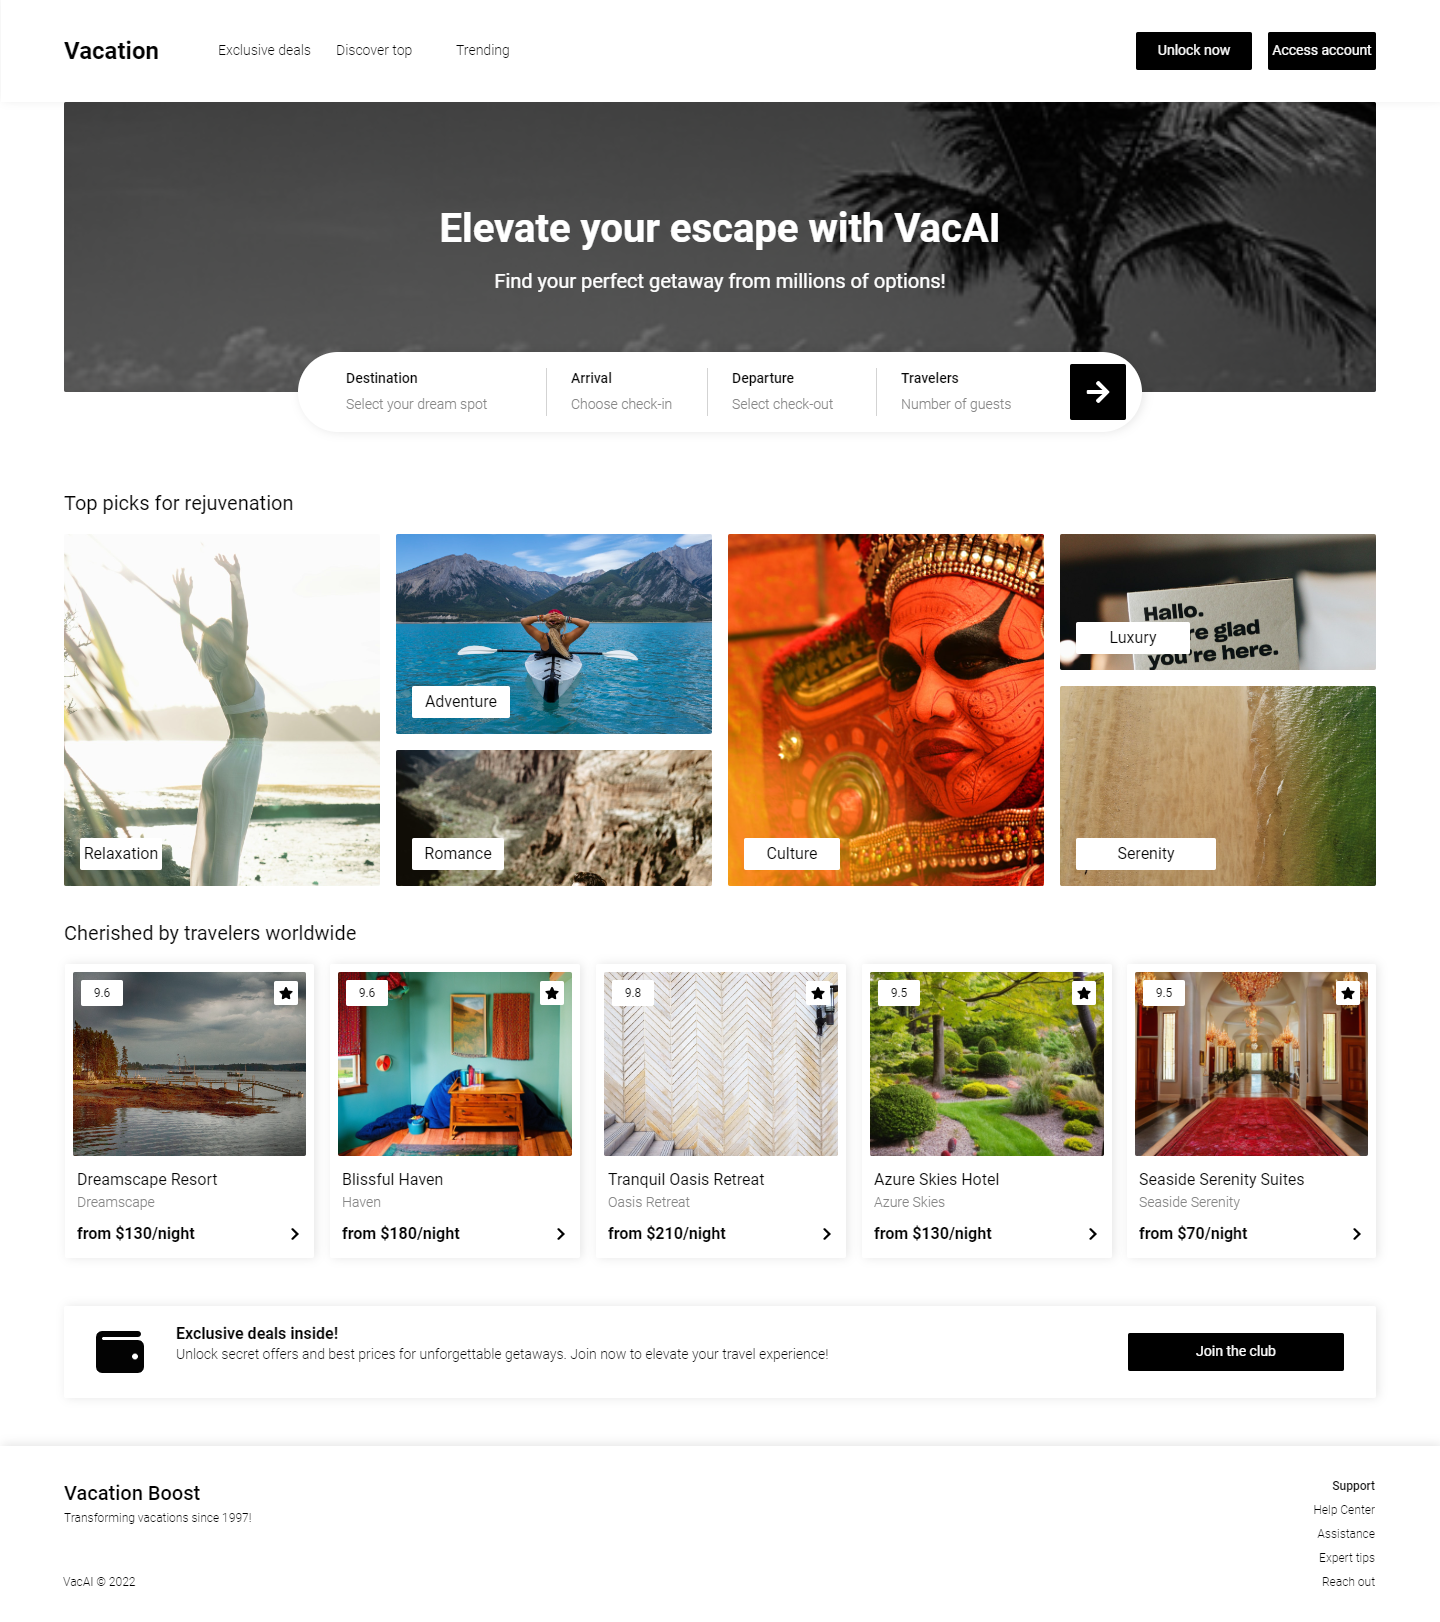 Vacation
Exclusive deals
Discover top
Trending
Unlock now
Access account
Elevate your escape with VacAI
Find your perfect getaway from millions of options!
Destination
Select your dream spot
Arrival
Choose check-in
Departure
Select check-out
Travelers
Number of guests
Top picks for rejuvenation
Relaxation
Adventure
Romance
Culture
Hallo.
re glad
you're here.
Luxury
Serenity
Cherished by travelers worldwide
9.6
Dreamscape Resort
Dreamscape
from $130/night
9.6
Blissful Haven
Haven
from $180/night
9.8
Tranquil Oasis Retreat
Oasis Retreat
from $210/night
9.5
Azure Skies Hotel
Azure Skies
from $130/night
9.5
Seaside Serenity Suites
Seaside Serenity
from $70/night
Exclusive deals inside!
Unlock secret offers and best prices for unforgettable getaways. Join now to elevate your travel experience!
Join the club
Vacation Boost
Transforming vacations since 1997!
VacAI © 2022
Support
Help Center
Assistance
Expert tips
Reach out